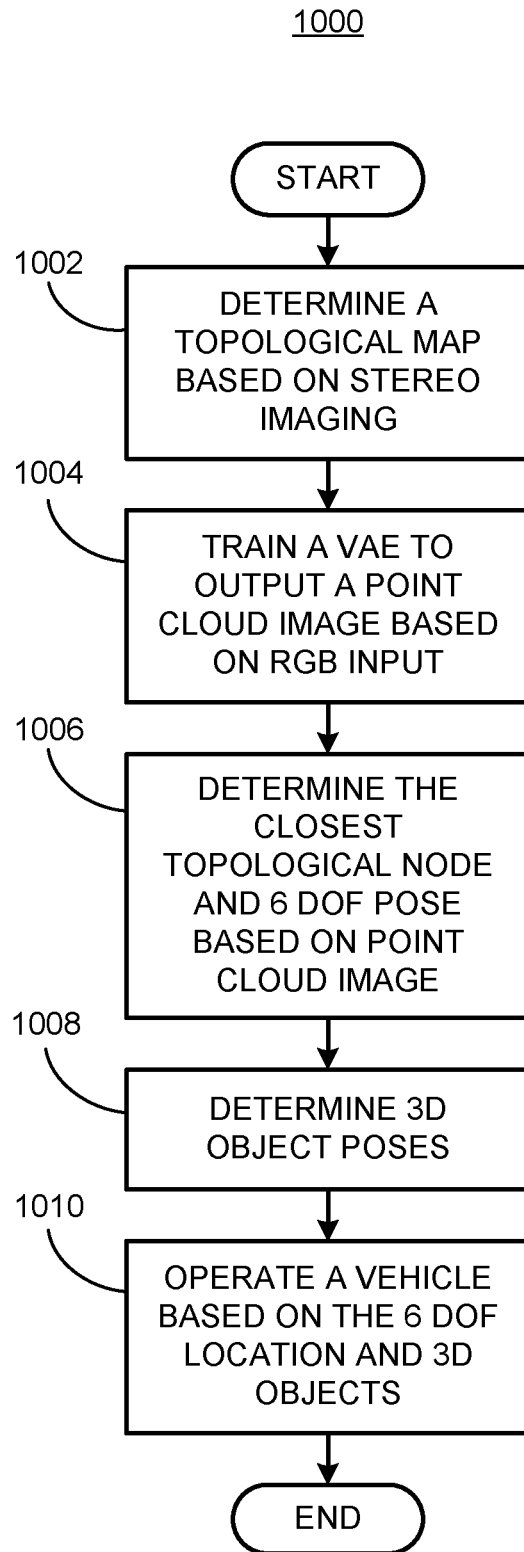 1000
START
1002
DETERMINE A
TOPOLOGICAL MAP
BASED ON STEREO
IMAGING
1004
TRAIN A VAE TO
OUTPUT A POINT
CLOUD IMAGE BASED
ON RGB INPUT
1006
DETERMINE THE
CLOSEST
TOPOLOGICAL NODE
AND 6 DOF POSE
BASED ON POINT
CLOUD IMAGE
1008
DETERMINE 3D
OBJECT POSES
1010
OPERATE A VEHICLE
BASED ON THE 6 DOF
LOCATION AND 3D
OBJECTS
END